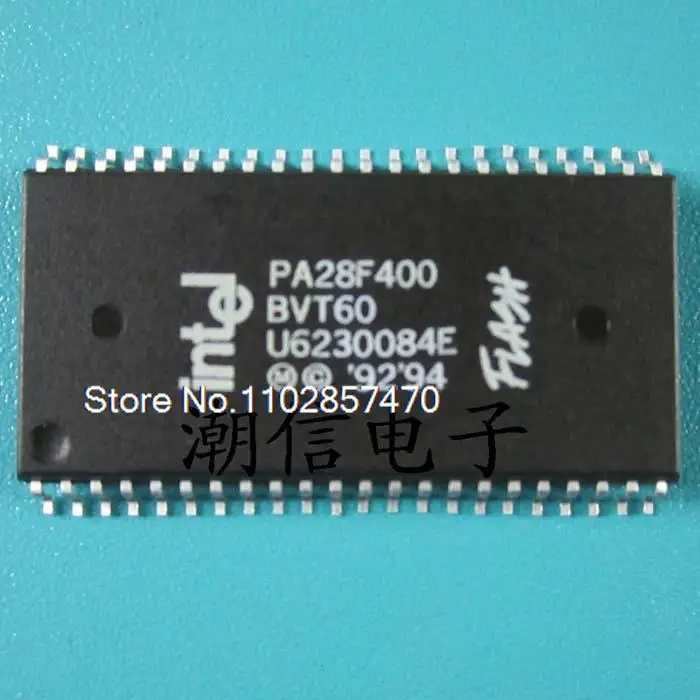 intel
PA28F400
BVT60
U6230084E
Ⓜ © '92'94
FLASH
Store No.1102857470
潮信电子